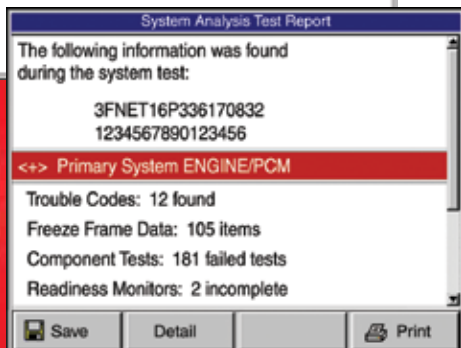 System Analysis Test Report
The following information was found
during the system test:
3FNET16P336170832
1234567890123456
<+> Primary System ENGINE/PCM
Trouble Codes: 12 found
Freeze Frame Data: 105 items
Component Tests: 181 failed tests
Readiness Monitors: 2 incomplete
Save Detail Print